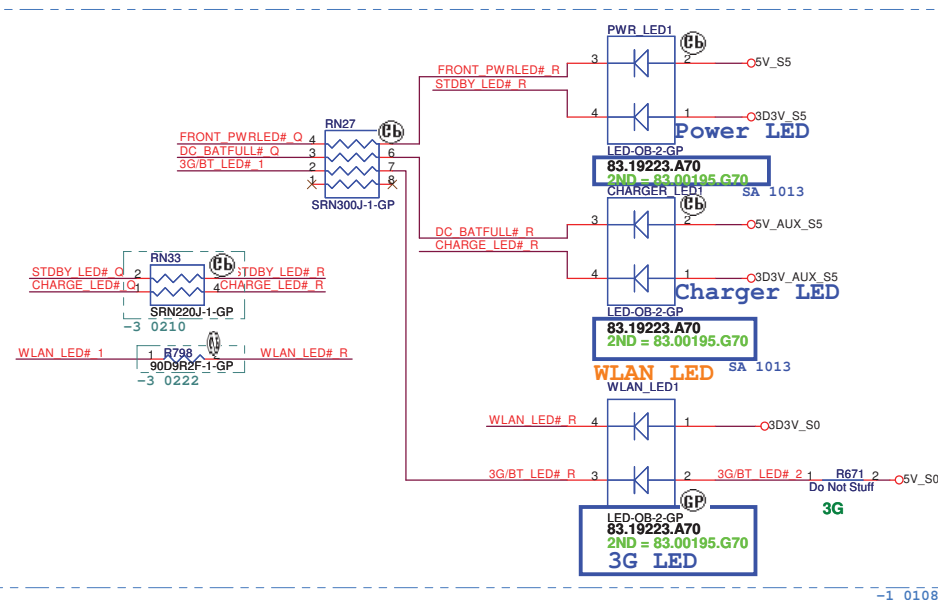 PWR_LED1
3
2
5V_S5
FRONT_PWRLED#_R
STDBY_LED#_R
4
1
3D3V_S5
Power LED
LED-OB-2-GP
83.19223.A70
2ND = 83.00195.G70
SA 1013
RN27
FRONT_PWRLED#_Q 4
DC_BATFULL#_Q 3 6
3G/BT_LED#_1 2 7
1 8
SRN300J-1-GP
CHARGER_LED1
3
2
5V_AUX_S5
DC_BATFULL#_R
CHARGE_LED#_R
4
1
3D3V_AUX_S5
Charger LED
LED-OB-2-GP
83.19223.A70
2ND = 83.00195.G70
SA 1013
RN33
STDBY_LED#_Q 2 STDBY_LED#_R
CHARGE_LED#_Q 1 4 CHARGE_LED#_R
SRN220J-1-GP
-3 0210
WLAN_LED#_1 1 R798 WLAN_LED#_R
90D9R2F-1-GP
-3 0222
WLAN LED
WLAN_LED1
WLAN_LED#_R 4 1 3D3V_S0
3G/BT_LED#_R 3 2 3G/BT_LED#_2 1 R671 2 5V_S0
Do Not Stuff
3G
GP
LED-OB-2-GP
83.19223.A70
2ND = 83.00195.G70
3G LED
-1 0108